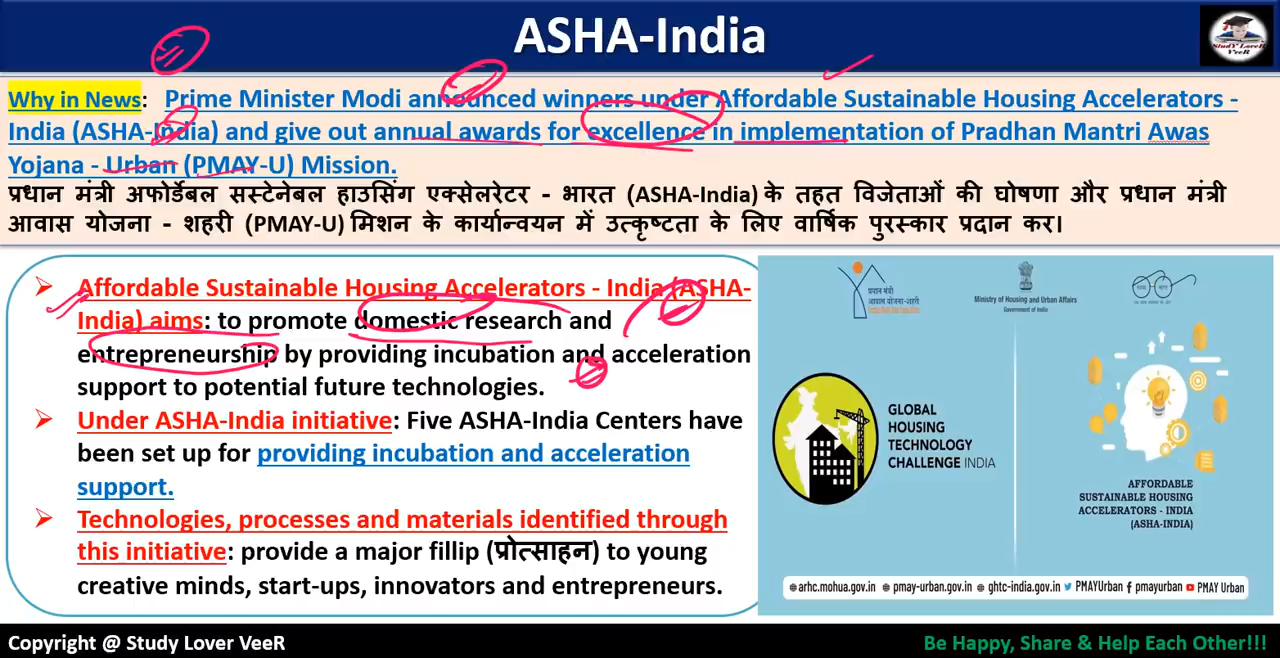 ASHA-India
StudY LoveR
VeeR
Why in News: Prime Minister Modi announced winners under Affordable Sustainable Housing Accelerators -
India (ASHA-India) and give out annual awards for excellence in implementation of Pradhan Mantri Awas
Yojana - Urban (PMAY-U) Mission.
प्रधान मंत्री अफोर्डेबल सस्टेनेबल हाउसिंग एक्सेलरेटर - भारत (ASHA-India) के तहत विजेताओं की घोषणा और प्रधान मंत्री
आवास योजना - शहरी (PMAY-U) मिशन के कार्यान्वयन में उत्कृष्टता के लिए वार्षिक पुरस्कार प्रदान कर।
Affordable Sustainable Housing Accelerators - India (ASHA-
India) aims: to promote domestic research and
entrepreneurship by providing incubation and acceleration
support to potential future technologies.
Under ASHA-India initiative: Five ASHA-India Centers have
been set up for providing incubation and acceleration
support.
Technologies, processes and materials identified through
this initiative: provide a major fillip (प्रोत्साहन) to young
creative minds, start-ups, innovators and entrepreneurs.
प्रधान मंत्री
आवास योजना-शहरी
Ministry of Housing and Urban Affairs
Government of India
GLOBAL
HOUSING
TECHNOLOGY
CHALLENGE INDIA
AFFORDABLE
SUSTAINABLE HOUSING
ACCELERATORS - INDIA
(ASHA-INDIA)
arhc.mohua.gov.in pmay-urban.gov.in ghtc-india.gov.in PMAYUrban pmayurban PMAY Urban
Copyright @ Study Lover VeeR
Be Happy, Share & Help Each Other!!!